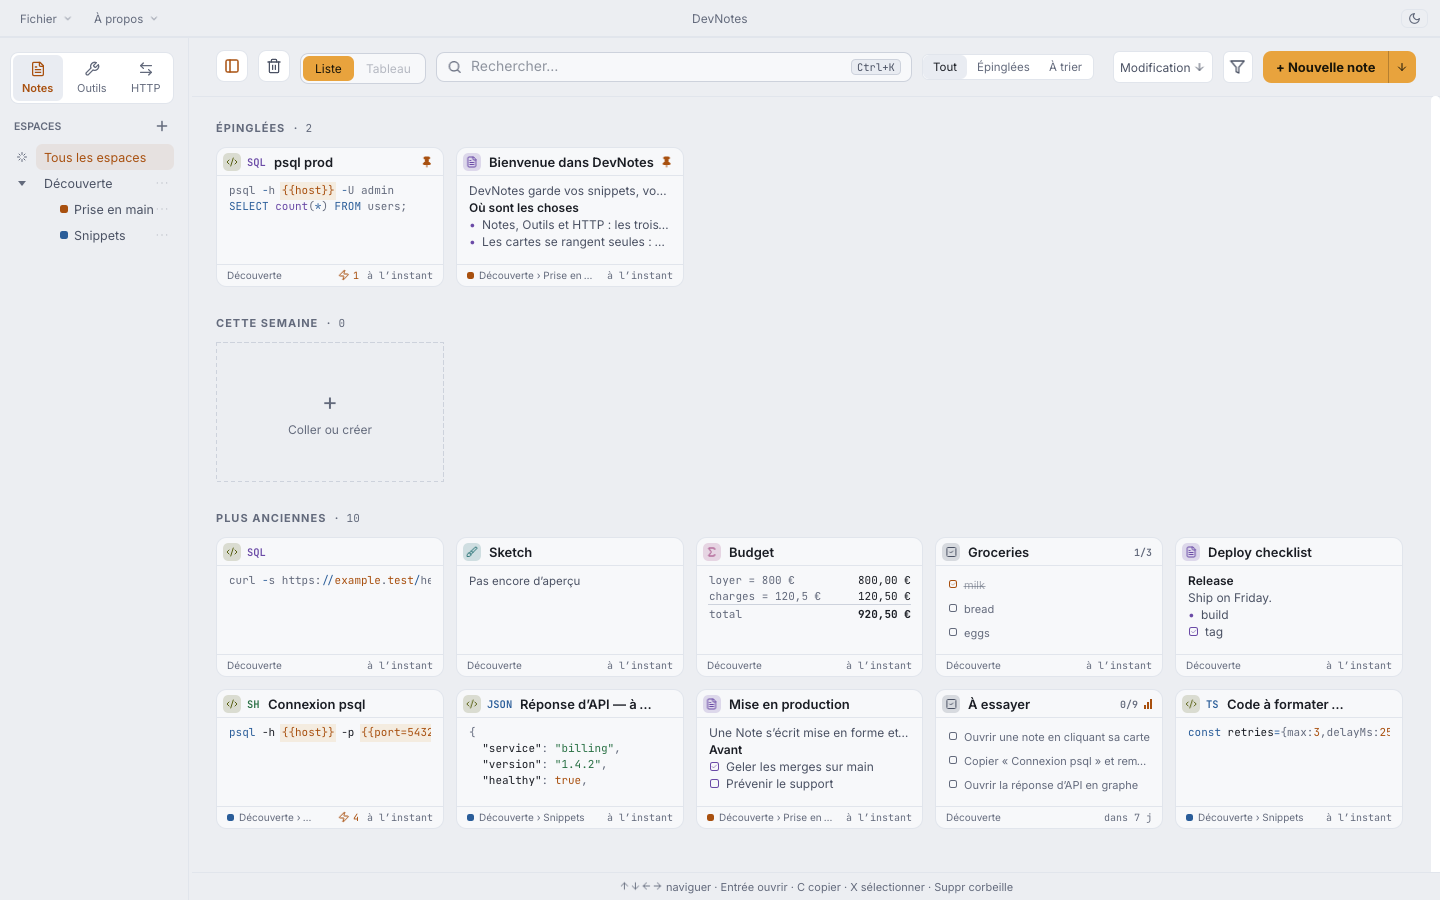 Fichier À propos DevNotes
Notes Outils HTTP
ESPACES
Tous les espaces
Découverte ...
Prise en main ...
Snippets ...
Liste Tableau Rechercher... Ctrl+K Tout Épinglées À trier Modification ↓ + Nouvelle note ↓
ÉPINGLÉES · 2
SQL psql prod
psql -h {{host}} -U admin
SELECT count(*) FROM users;
Découverte 1 à l'instant
Bienvenue dans DevNotes
DevNotes garde vos snippets, vo...
Où sont les choses
• Notes, Outils et HTTP : les trois...
• Les cartes se rangent seules : ...
Découverte › Prise en ... à l'instant
CETTE SEMAINE · 0
+
Coller ou créer
PLUS ANCIENNES · 10
SQL
curl -s https://example.test/he
Découverte à l'instant
Sketch
Pas encore d'aperçu
Découverte à l'instant
Σ Budget
loyer = 800 € 800,00 €
charges = 120,5 € 120,50 €
total 920,50 €
Découverte à l'instant
Groceries 1/3
milk
bread
eggs
Découverte à l'instant
Deploy checklist
Release
Ship on Friday.
• build
tag
Découverte à l'instant
SH Connexion psql
psql -h {{host}} -p {{port=5432
Découverte › ... 4 à l'instant
JSON Réponse d'API — à ...
{
"service": "billing",
"version": "1.4.2",
"healthy": true,
Découverte › Snippets à l'instant
Mise en production
Une Note s'écrit mise en forme et...
Avant
Geler les merges sur main
Prévenir le support
Découverte › Prise en ... à l'instant
À essayer 0/9
Ouvrir une note en cliquant sa carte
Copier « Connexion psql » et rem...
Ouvrir la réponse d'API en graphe
Découverte dans 7 j
TS Code à formater ...
const retries={max:3,delayMs:25
Découverte › Snippets à l'instant
↑↓←→ naviguer · Entrée ouvrir · C copier · X sélectionner · Suppr corbeille